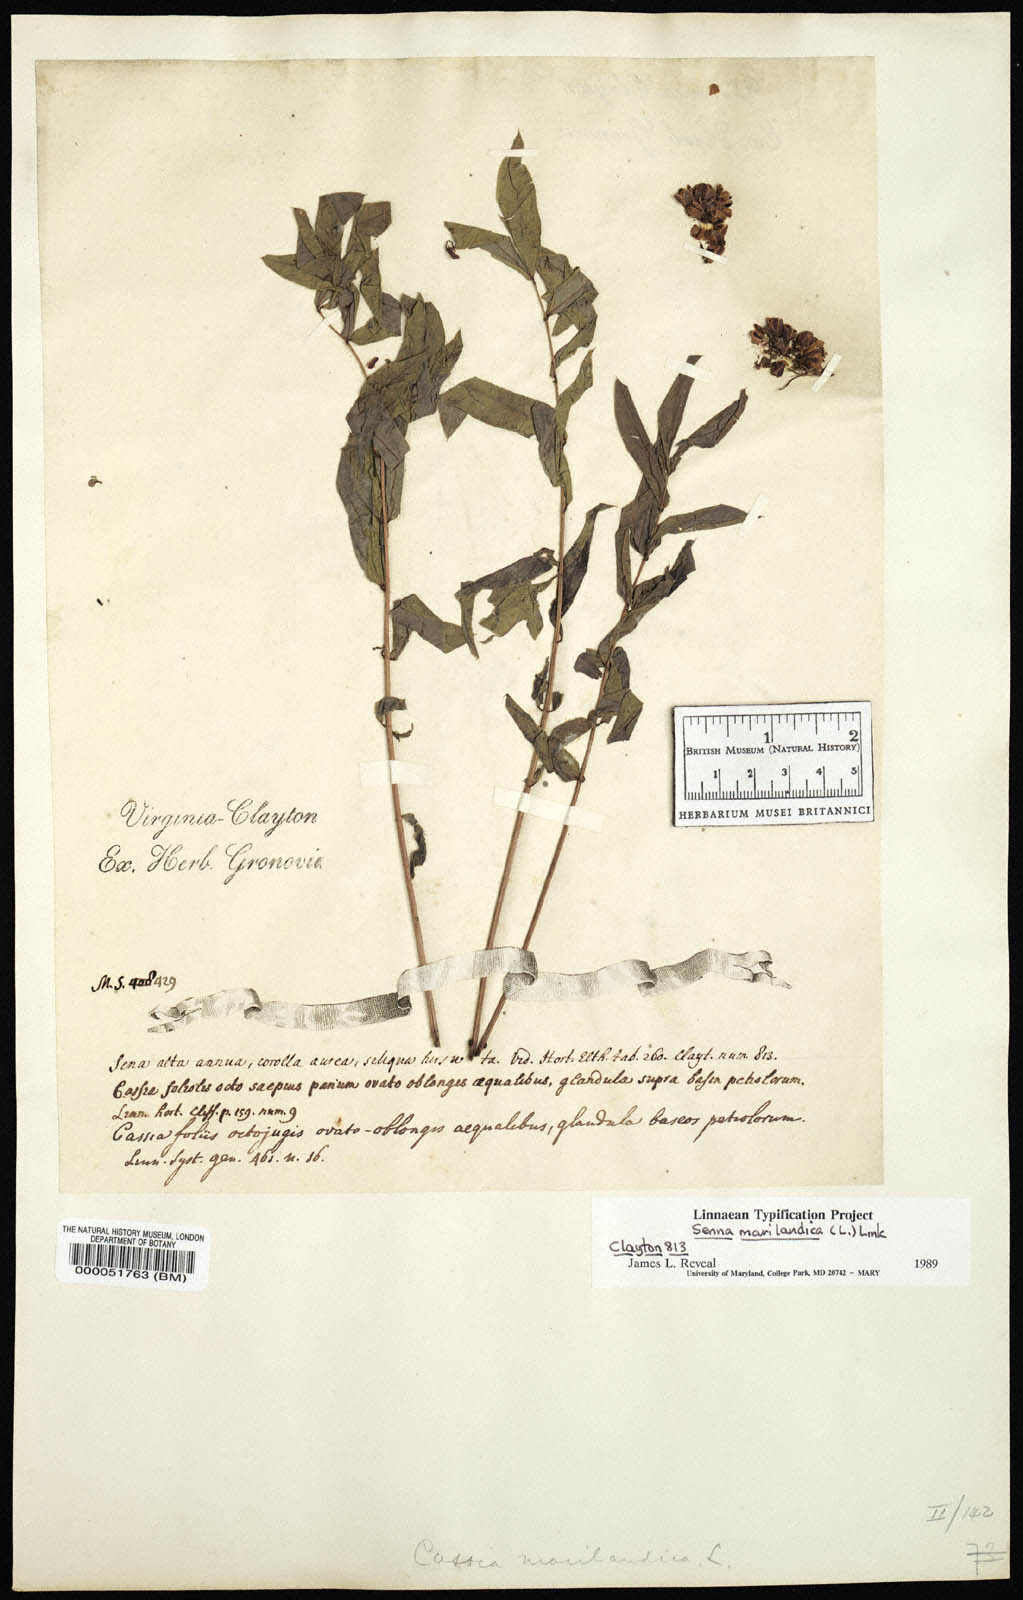 1 2
BRITISH MUSEUM (NATURAL HISTORY)
1 2 3 4 5
HERBARIUM MUSEI BRITANNICI
Virginia-Clayton
Ex. Herb. Gronovii
M.S. 408 429
Sena alta annua, corolla aurea, siliqua hirsuta. Vid. Hort. Elth. tab. 260. Clayt. num. 813.
Cassia foliolis octo saepius parium ovato oblongis æqualibus, glandula supra basin petiolorum.
Linn. hort. Cliff. p. 159. num. 9
Cassia foliis octojugis ovato-oblongis aequalibus, glandula baseos petiolorum.
Linn. Syst. gen. 461. n. 16.
Linnaean Typification Project
Senna marilandica (L.) Link
Clayton 813
James L. Reveal 1989
University of Maryland, College Park, MD 20742 – MARY
THE NATURAL HISTORY MUSEUM, LONDON
DEPARTMENT OF BOTANY
000051763 (BM)
II/142
73
Cassia marilandica, L.